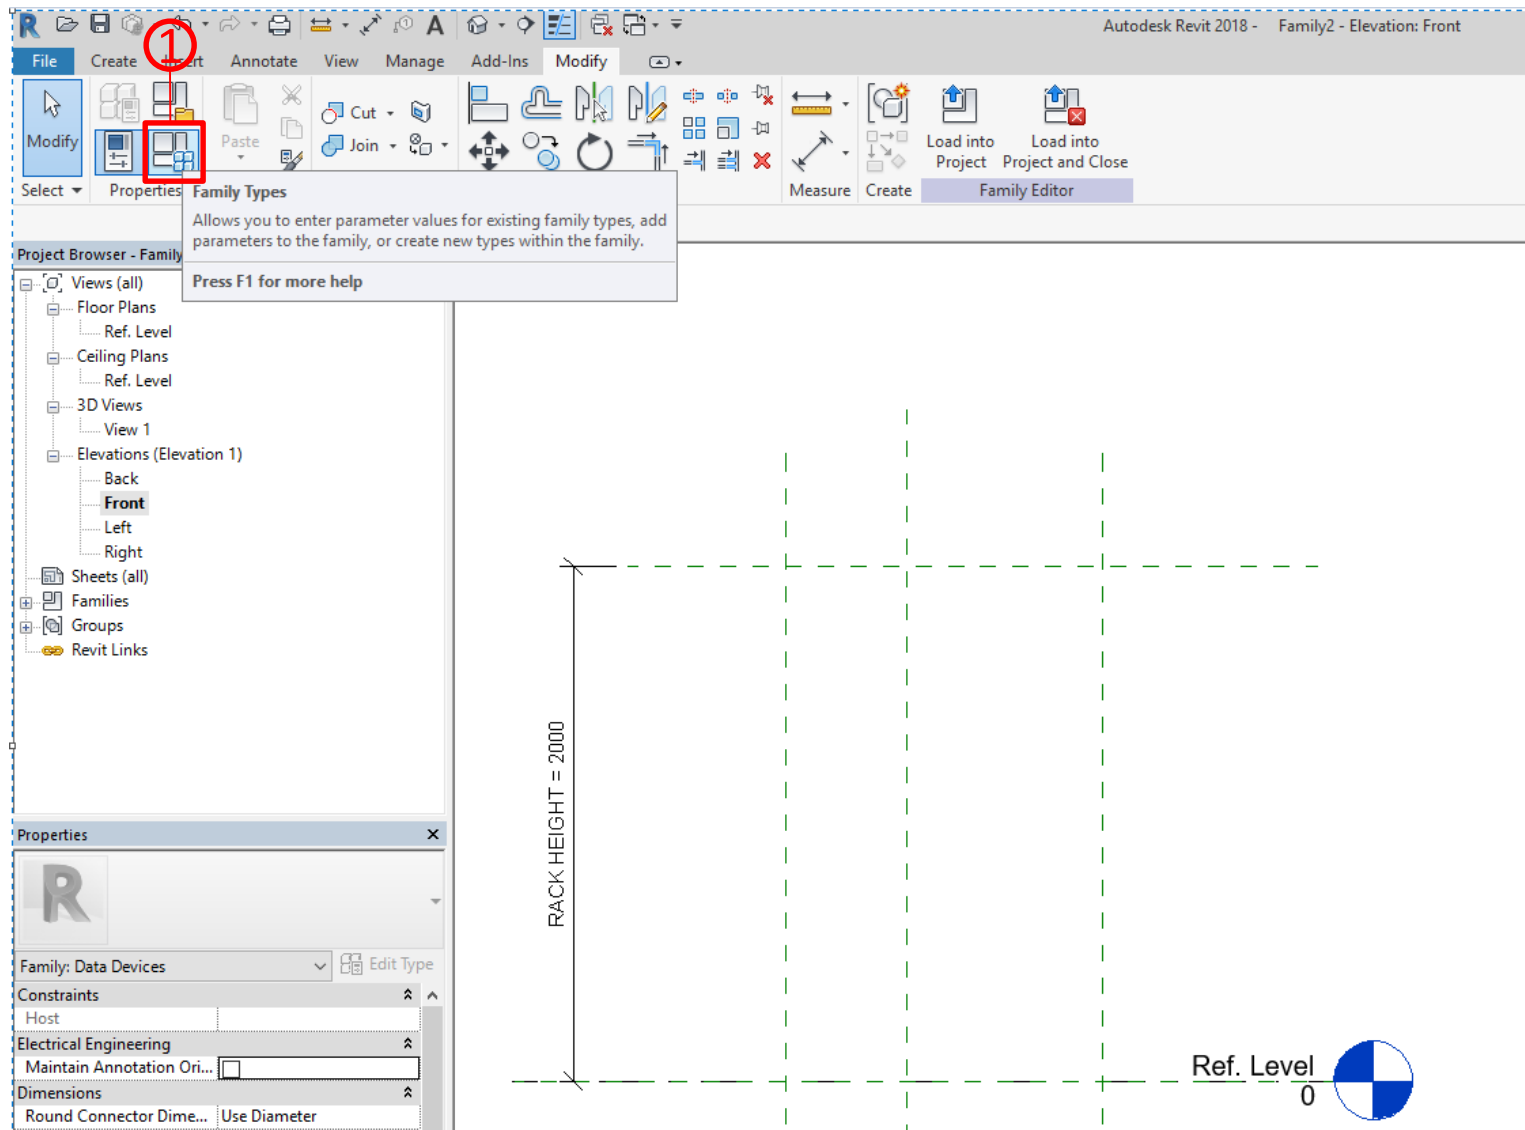 Autodesk Revit 2018 -    Family2 - Elevation: Front
1
File Create Insert Annotate View Manage Add-Ins Modify
Modify
Paste
Cut
Join
Load into
Project
Load into
Project and Close
Select
Properties
Measure
Create
Family Editor
Family Types
Allows you to enter parameter values for existing family types, add
parameters to the family, or create new types within the family.
Press F1 for more help
Project Browser - Family
Views (all)
Floor Plans
Ref. Level
Ceiling Plans
Ref. Level
3D Views
View 1
Elevations (Elevation 1)
Back
Front
Left
Right
Sheets (all)
Families
Groups
Revit Links
Properties
R
Family: Data Devices
Edit Type
Constraints
Host
Electrical Engineering
Maintain Annotation Ori...
Dimensions
Round Connector Dime... Use Diameter
RACK HEIGHT = 2000
Ref. Level
0